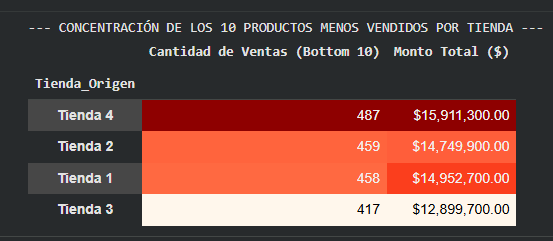 --- CONCENTRACIÓN DE LOS 10 PRODUCTOS MENOS VENDIDOS POR TIENDA ---
Cantidad de Ventas (Bottom 10) Monto Total ($)
Tienda_Origen
Tienda 4 487 $15,911,300.00
Tienda 2 459 $14,749,900.00
Tienda 1 458 $14,952,700.00
Tienda 3 417 $12,899,700.00